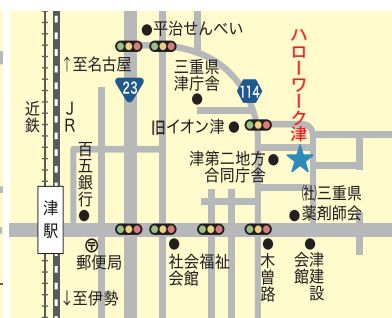 平治せんべい
↑至名古屋
23
三重県
津庁舎
114
ハローワーク津
近鉄
JR
旧イオン津
百五銀行
津第二地方
合同庁舎
津駅
㈳三重県
薬剤師会
〒
郵便局
社会福祉
会館
木曽路
津建設
会館
↓至伊勢